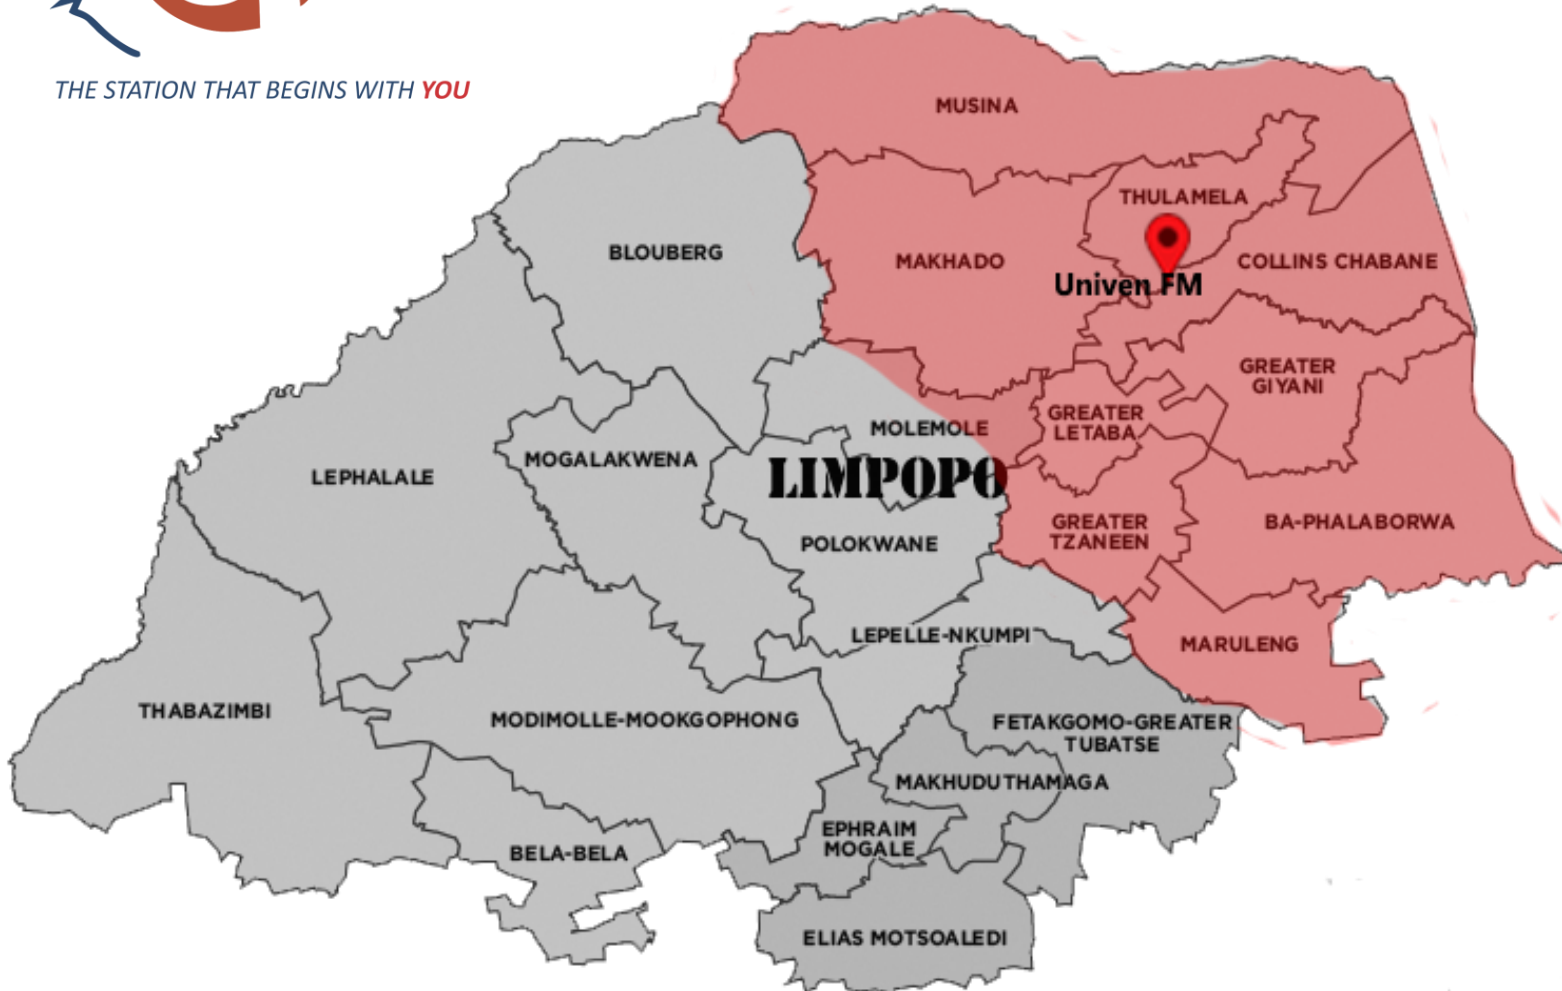 THE STATION THAT BEGINS WITH YOU
MUSINA
THULAMELA
BLOUBERG
MAKHADO
COLLINS CHABANE
Univen FM
GREATER
GIYANI
GREATER
LETABA
MOLEMOLE
MOGALAKWENA
LEPHALALE
LIMPOPO
GREATER
TZANEEN
BA-PHALABORWA
POLOKWANE
LEPELLE-NKUMPI
MARULENG
THABAZIMBI
MODIMOLLE-MOOKGOPHONG
FETAKGOMO-GREATER
TUBATSE
MAKHUDUTHAMAGA
EPHRAIM
MOGALE
BELA-BELA
ELIAS MOTSOALEDI